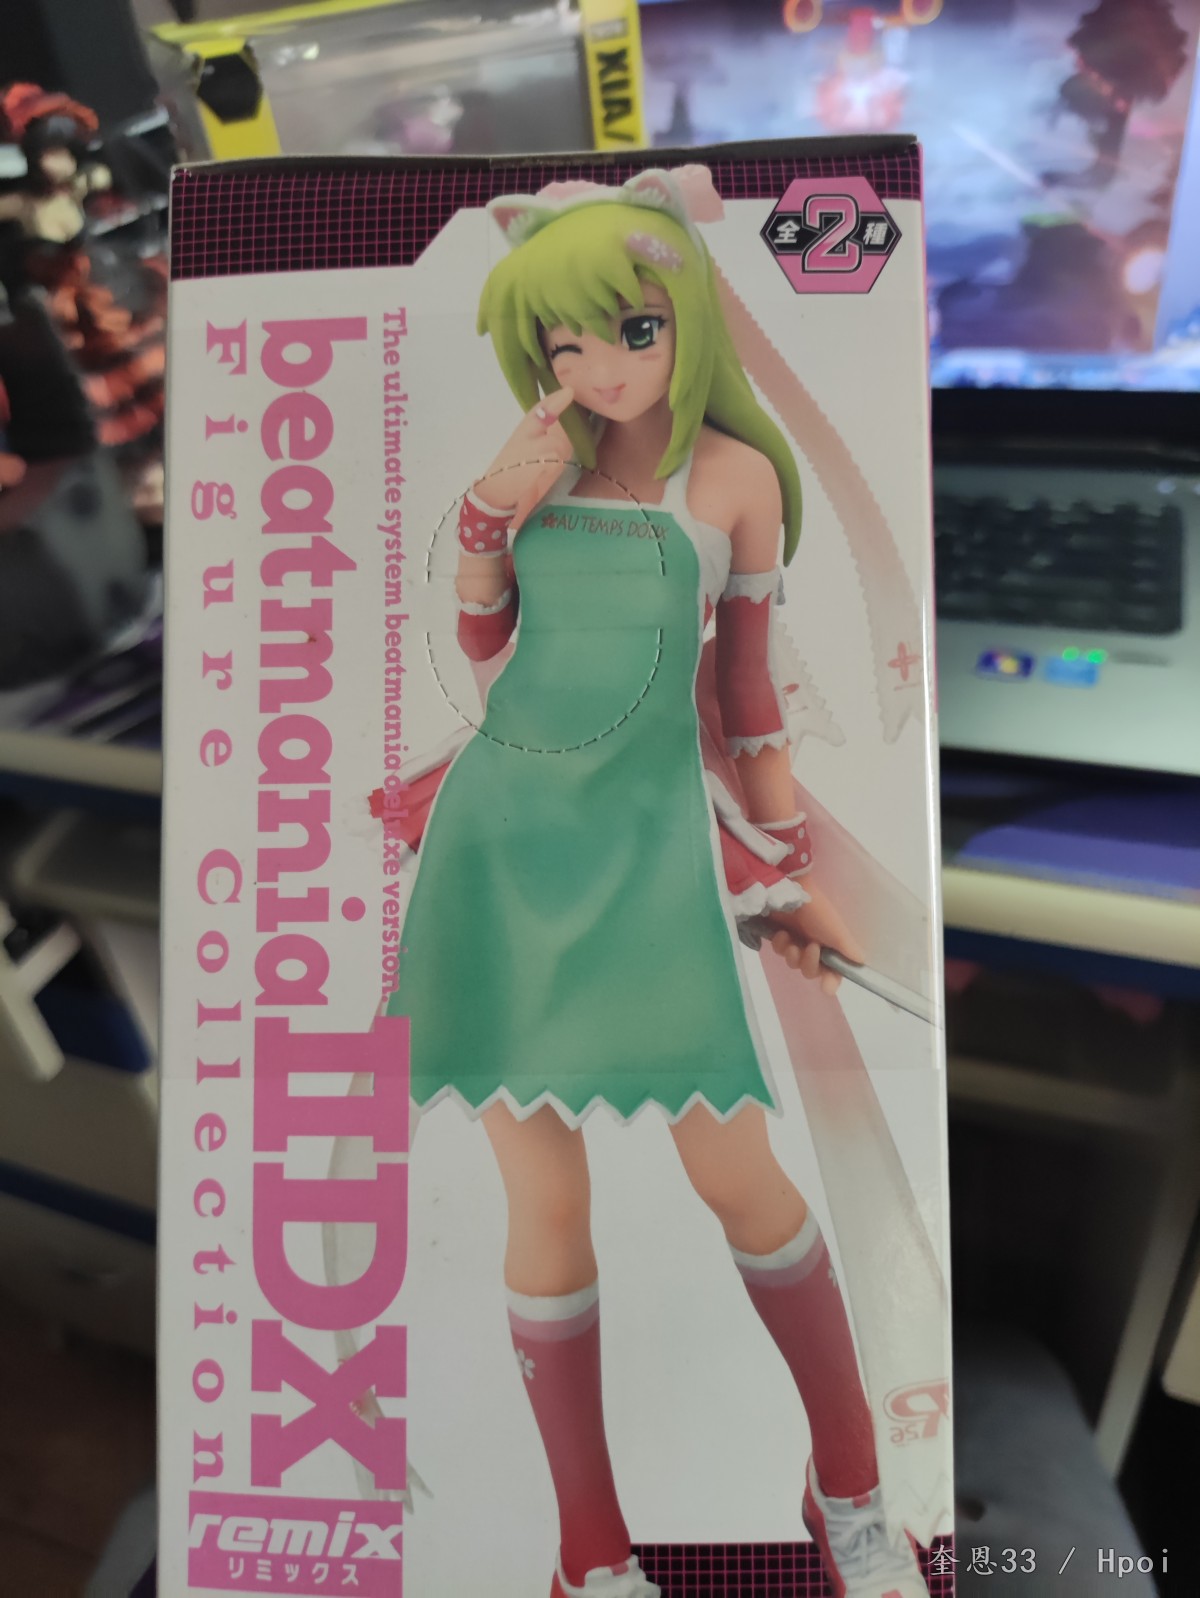 XIA/
全2種
The ultimate system beatmania deluxe version.
beatmania IIDX
Figure Collection
remix
リミックス
AU TEMPS DOUX
奎恩33 / Hpoi